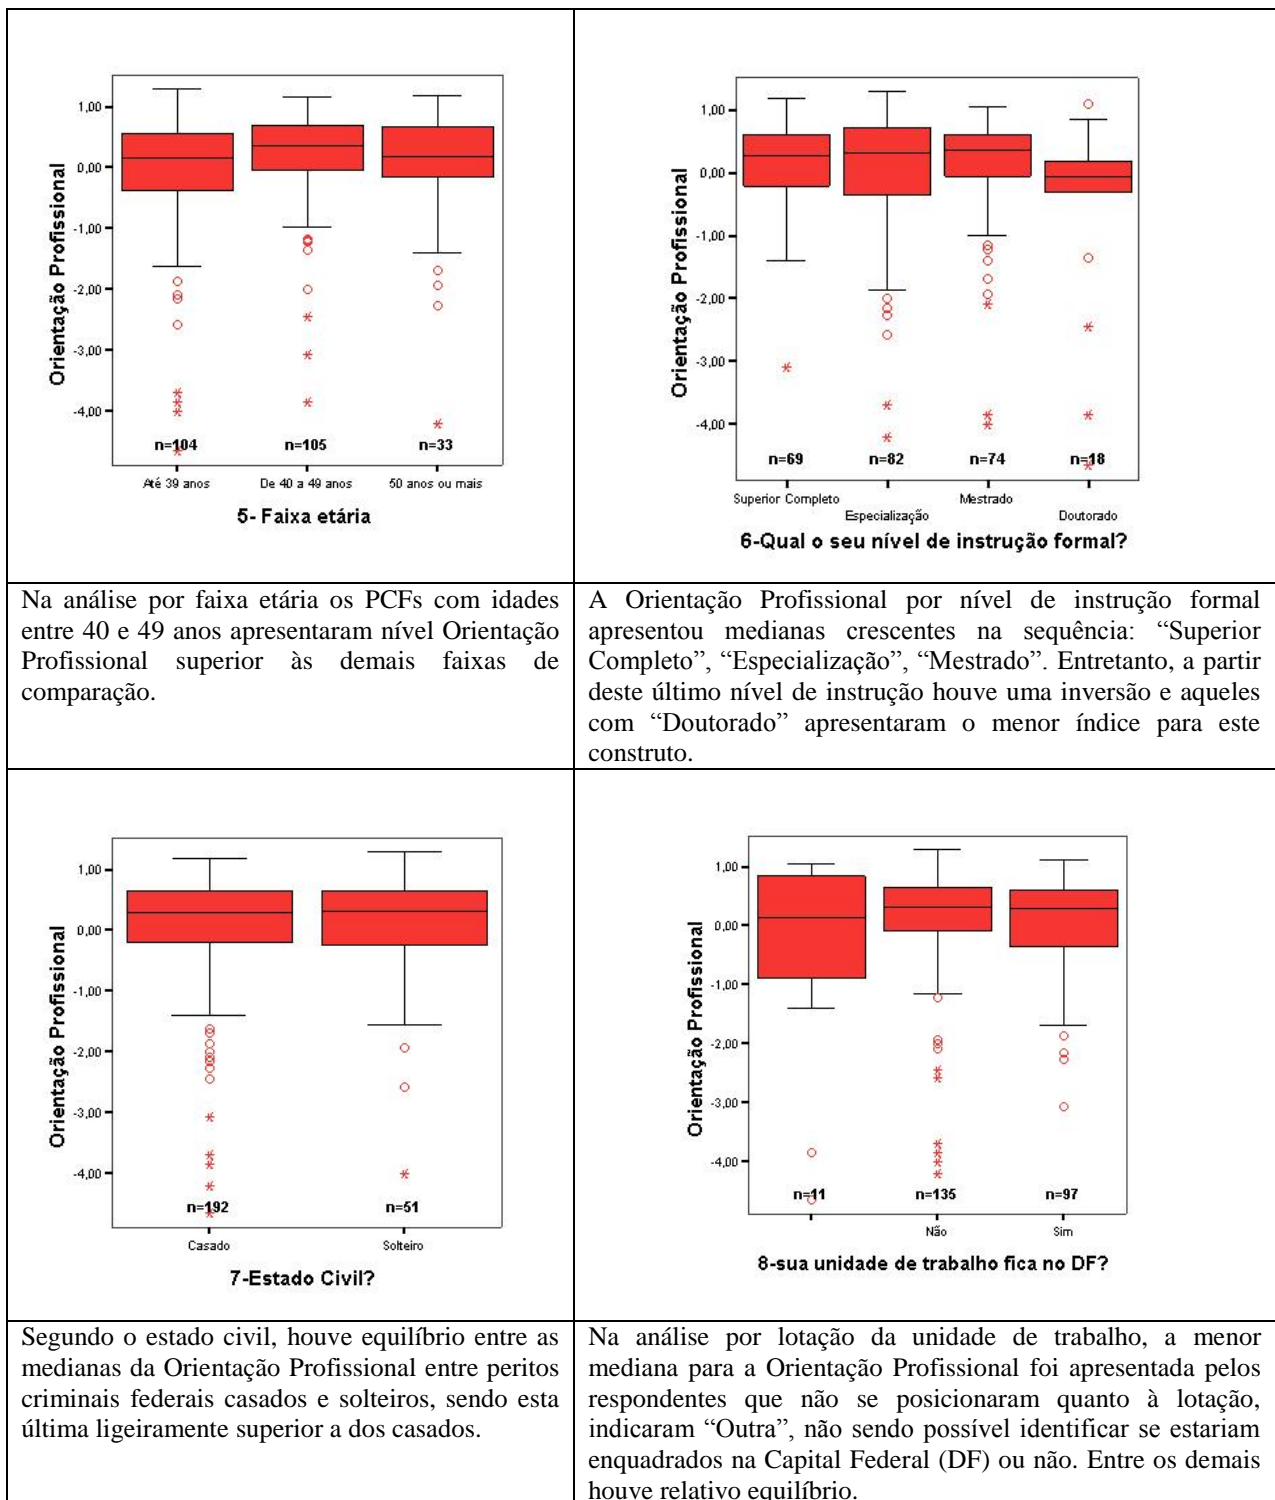 1,00
0,00
-1,00
-2,00
-3,00
-4,00
Orientação Profissional
n=104
n=105
n=33
Até 39 anos
De 40 a 49 anos
50 anos ou mais
5- Faixa etária
1,00
0,00
-1,00
-2,00
-3,00
-4,00
Orientação Profissional
n=69
n=82
n=74
n=18
Superior Completo
Especialização
Mestrado
Doutorado
6-Qual o seu nível de instrução formal?
Na análise por faixa etária os PCFs com idades
entre 40 e 49 anos apresentaram nível Orientação
Profissional superior às demais faixas de
comparação.
A Orientação Profissional por nível de instrução formal
apresentou medianas crescentes na sequência: “Superior
Completo”, “Especialização”, “Mestrado”. Entretanto, a partir
deste último nível de instrução houve uma inversão e aqueles
com “Doutorado” apresentaram o menor índice para este
construto.
1,00
0,00
-1,00
-2,00
-3,00
-4,00
Orientação Profissional
n=192
n=51
Casado
Solteiro
7-Estado Civil?
1,00
0,00
-1,00
-2,00
-3,00
-4,00
Orientação Profissional
n=11
n=135
n=97
Não
Sim
8-sua unidade de trabalho fica no DF?
Segundo o estado civil, houve equilíbrio entre as
medianas da Orientação Profissional entre peritos
criminais federais casados e solteiros, sendo esta
última ligeiramente superior a dos casados.
Na análise por lotação da unidade de trabalho, a menor
mediana para a Orientação Profissional foi apresentada pelos
respondentes que não se posicionaram quanto à lotação,
indicaram “Outra”, não sendo possível identificar se estariam
enquadrados na Capital Federal (DF) ou não. Entre os demais
houve relativo equilíbrio.